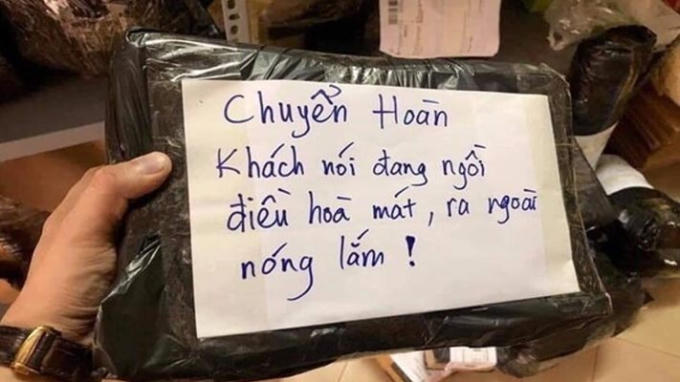 Chuyển Hoàn
Khách nói đang ngồi
điều hoà mát, ra ngoài
nóng lắm !